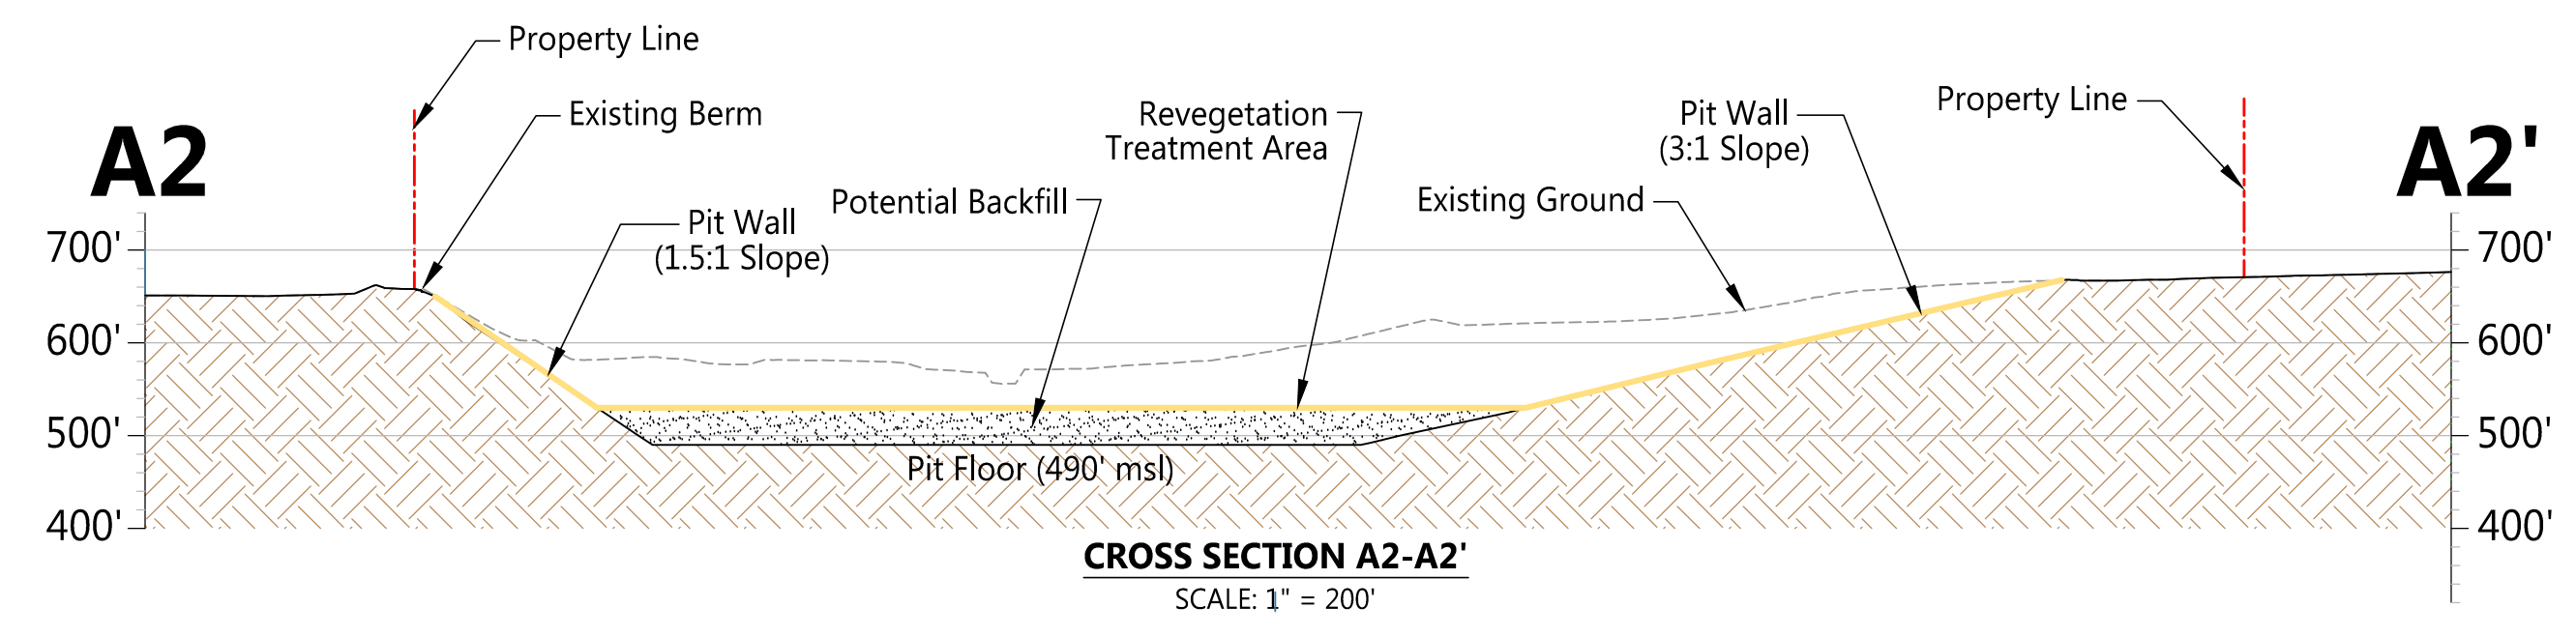 Property Line
Existing Berm
Revegetation
Treatment Area
Pit Wall
(3:1 Slope)
Property Line
A2
A2'
Potential Backfill
Existing Ground
Pit Wall
(1.5:1 Slope)
700'
700'
600'
600'
500'
500'
Pit Floor (490' msl)
400'
400'
CROSS SECTION A2-A2'
SCALE: 1" = 200'